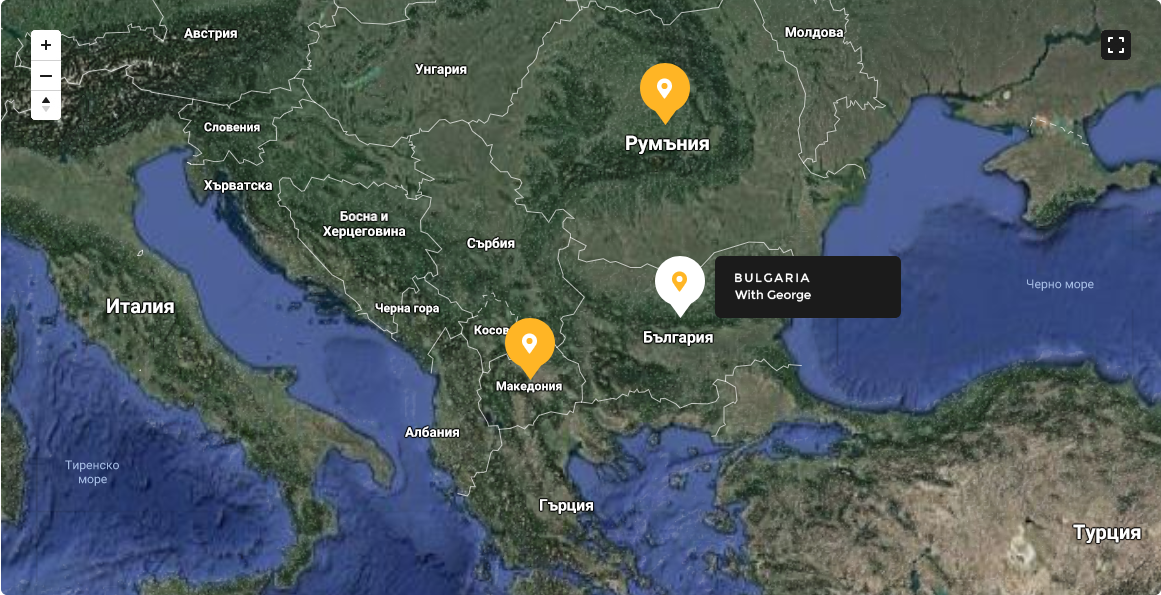 Австрия
Молдова
Унгария
Словения
Румъния
Хърватска
Босна и
Херцеговина
Сърбия
BULGARIA
With George
Черно море
Италия
Черна гора
Косов
България
Македония
Албания
Тиренско
море
Гърция
Турция